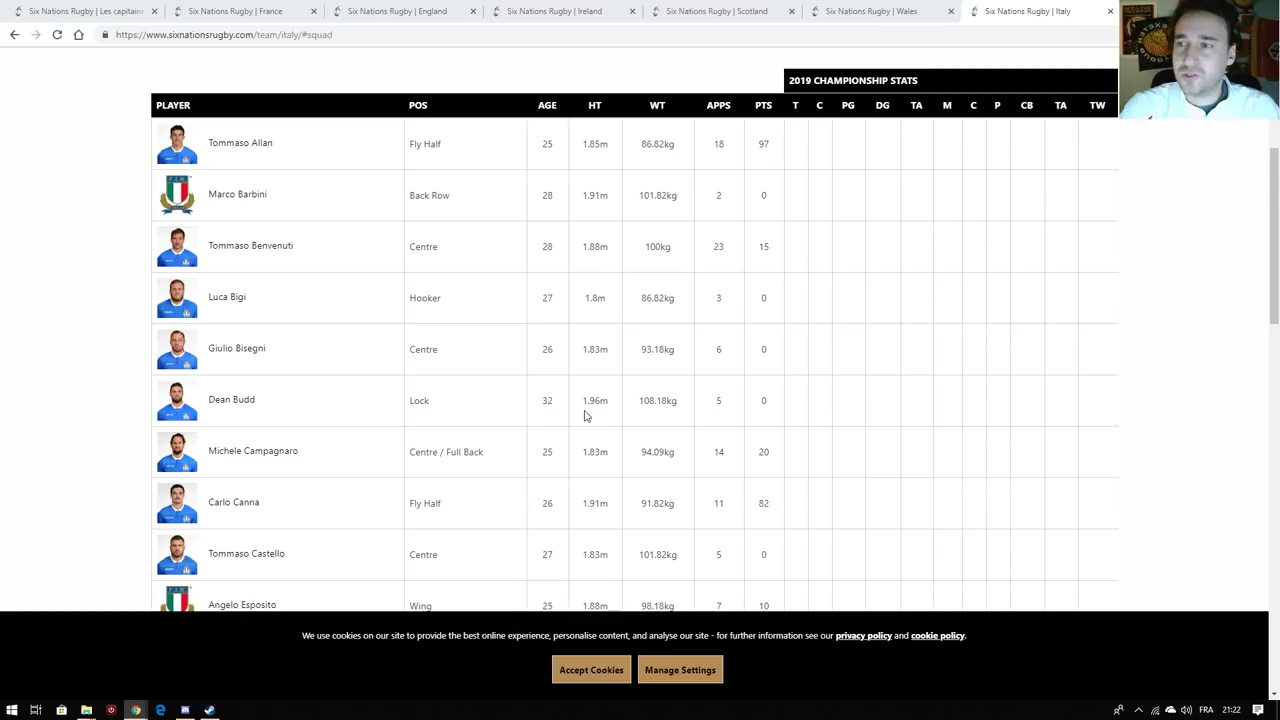 Six Nations Rugby | Les capitaine
Six Nations Rugby | France
Six Nations Rugby | England
Six Nations Rugby | Ireland
Six Nations Rugby | Scotland
Six Nations Rugby | Wales
Six Nations Rugby | Italy
https://www.sixnationsrugby.com/team/italy/#squad
2019 CHAMPIONSHIP STATS
PLAYER POS AGE HT WT APPS PTS T C PG DG TA M C P CB TA TW
Tommaso Allan Fly Half 25 1.85m 86.82kg 18 97
Marco Barbini Back Row 28 1.91m 101.82kg 2 0
Tommaso Benvenuti Centre 28 1.88m 100kg 23 15
Luca Bigi Hooker 27 1.8m 86.82kg 3 0
Giulio Bisegni Centre 26 1.83m 93.18kg 6 0
Dean Budd Lock 32 1.96m 108.18kg 5 0
Michele Campagnaro Centre / Full Back 25 1.83m 94.09kg 14 20
Carlo Canna Fly Half 26 1.91m 91.82kg 11 82
Tommaso Castello Centre 27 1.83m 101.82kg 5 0
Angelo Esposito Wing 25 1.88m 98.18kg 7 10
We use cookies on our site to provide the best online experience, personalise content, and analyse our site - for further information see our privacy policy and cookie policy.
Accept Cookies Manage Settings
FRA 21:22